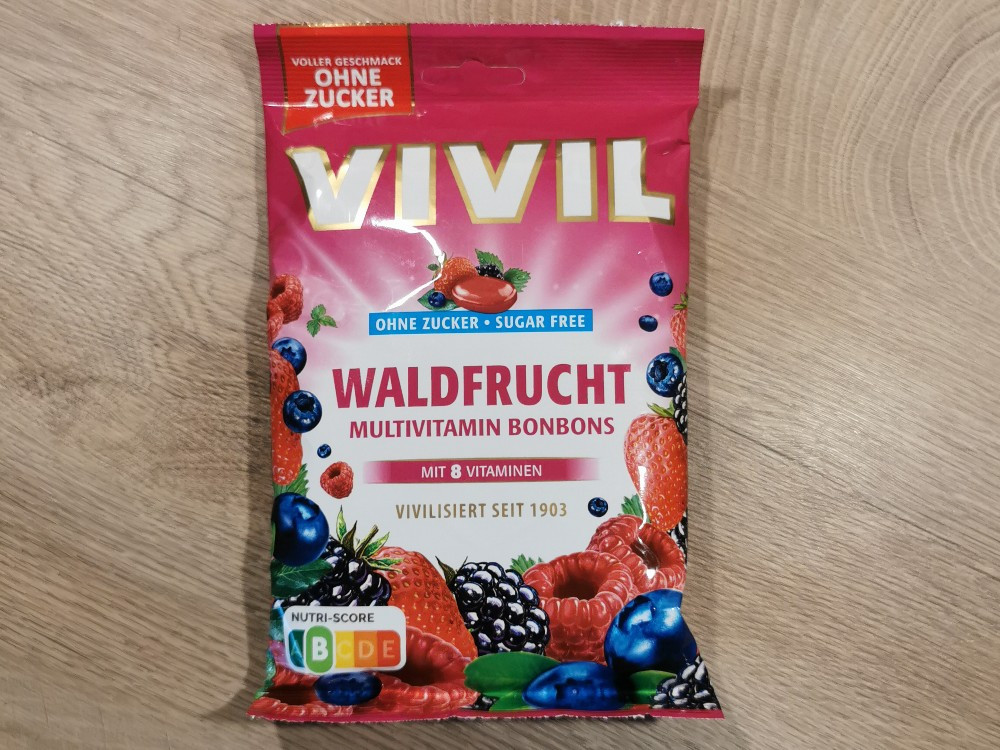 VOLLER GESCHMACK
OHNE
ZUCKER
VIVIL
OHNE ZUCKER • SUGAR FREE
WALDFRUCHT
MULTIVITAMIN BONBONS
MIT 8 VITAMINEN
VIVILISIERT SEIT 1903
NUTRI-SCORE
A B C D E